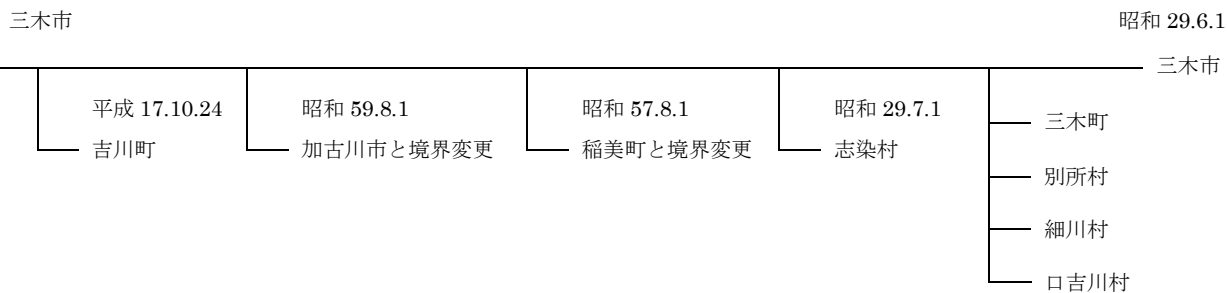 三木市
昭和 29.6.1
三木市
平成 17.10.24
昭和 59.8.1
昭和 57.8.1
昭和 29.7.1
吉川町
加古川市と境界変更
稲美町と境界変更
志染村
三木町
別所村
細川村
口吉川村